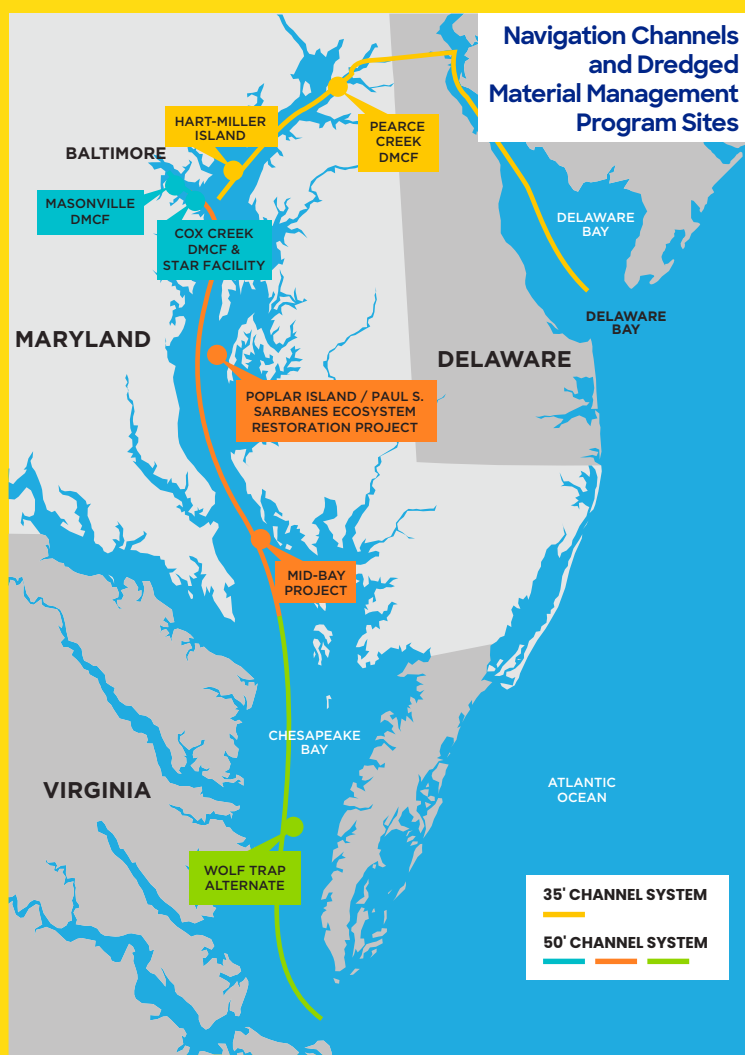 Navigation Channels
and Dredged
Material Management
Program Sites
HART-MILLER
ISLAND
PEARCE
CREEK
DMCF
BALTIMORE
MASONVILLE
DMCF
COX CREEK
DMCF &
STAR FACILITY
DELAWARE
BAY
DELAWARE
BAY
MARYLAND
DELAWARE
POPLAR ISLAND / PAUL S.
SARBANES ECOSYSTEM
RESTORATION PROJECT
MID-BAY
PROJECT
CHESAPEAKE
BAY
VIRGINIA
ATLANTIC
OCEAN
WOLF TRAP
ALTERNATE
35' CHANNEL SYSTEM
50' CHANNEL SYSTEM